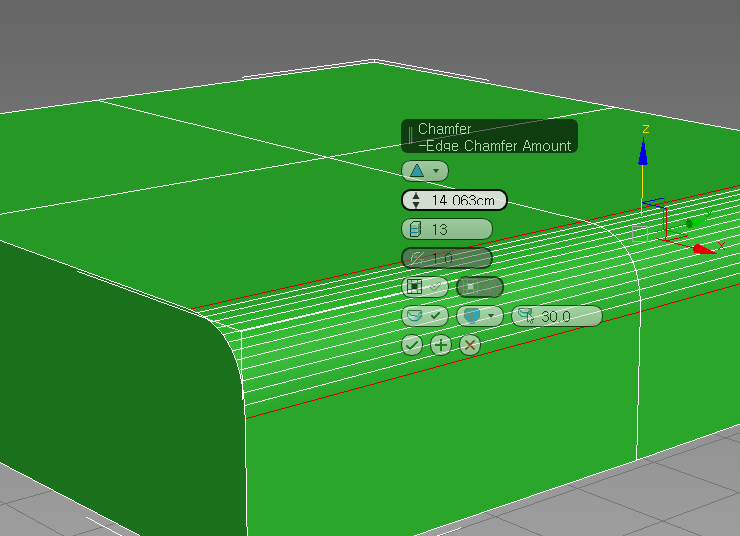 Chamfer
-Edge Chamfer Amount
14.063cm
13
1.0
30.0
z
x